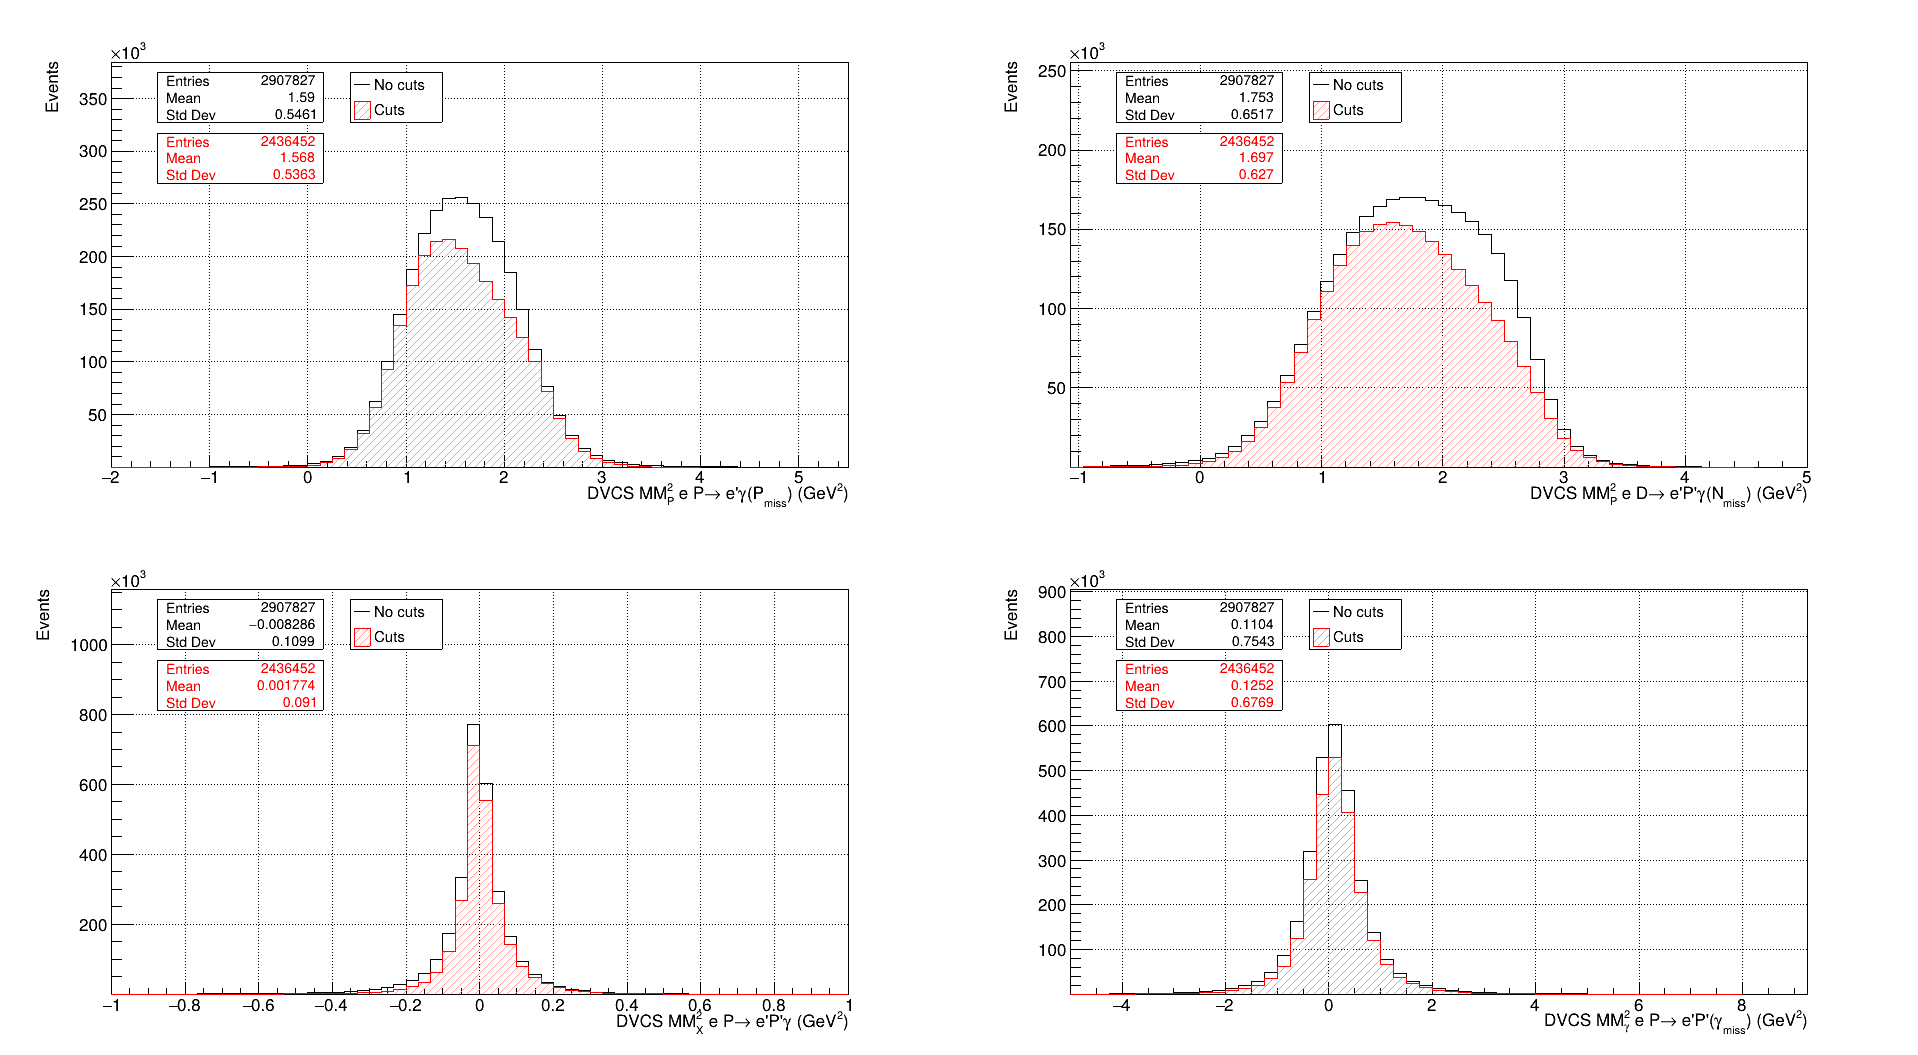 ×10³
Events
Entries 2907827
Mean 1.59
Std Dev 0.5461
Entries 2436452
Mean 1.568
Std Dev 0.5363
No cuts
Cuts
350
300
250
200
150
100
50
−2 −1 0 1 2 3 4 5
DVCS MM²_P e P→ e'γ(P_miss) (GeV²)
×10³
Events
Entries 2907827
Mean 1.753
Std Dev 0.6517
Entries 2436452
Mean 1.697
Std Dev 0.627
No cuts
Cuts
250
200
150
100
50
−1 0 1 2 3 4 5
DVCS MM²_P e D→ e'P'γ(N_miss) (GeV²)
×10³
Events
Entries 2907827
Mean −0.008286
Std Dev 0.1099
Entries 2436452
Mean 0.001774
Std Dev 0.091
No cuts
Cuts
1000
800
600
400
200
−1 −0.8 −0.6 −0.4 −0.2 0 0.2 0.4 0.6 0.8 1
DVCS MM²_X e P→ e'P'γ (GeV²)
×10³
Events
Entries 2907827
Mean 0.1104
Std Dev 0.7543
Entries 2436452
Mean 0.1252
Std Dev 0.6769
No cuts
Cuts
900
800
700
600
500
400
300
200
100
−4 −2 0 2 4 6 8
DVCS MM²_γ e P→ e'P'(γ_miss) (GeV²)